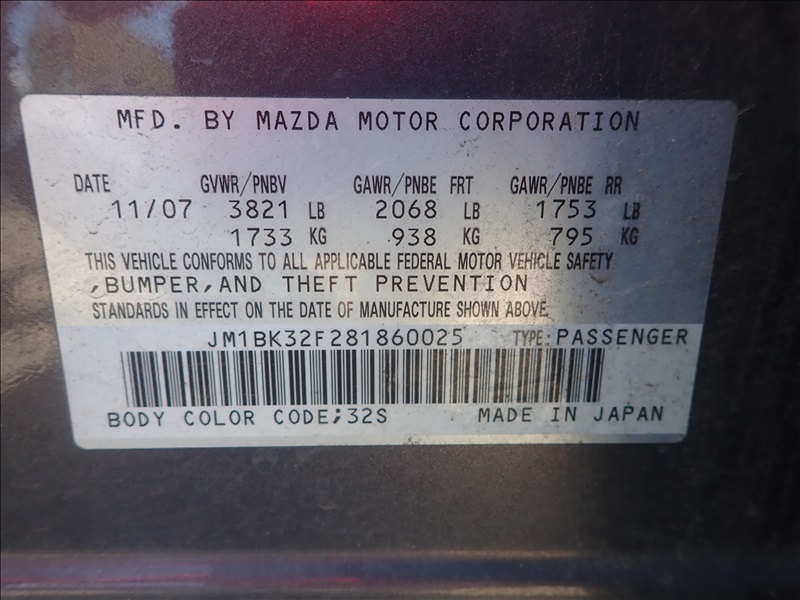 MFD. BY MAZDA MOTOR CORPORATION
DATE GVWR/PNBV GAWR/PNBE FRT GAWR/PNBE RR
11/07 3821 LB 2068 LB 1753 LB
1733 KG 938 KG 795 KG
THIS VEHICLE CONFORMS TO ALL APPLICABLE FEDERAL MOTOR VEHICLE SAFETY
,BUMPER,AND THEFT PREVENTION
STANDARDS IN EFFECT ON THE DATE OF MANUFACTURE SHOWN ABOVE.
JM1BK32F281860025 TYPE: PASSENGER
BODY COLOR CODE;32S MADE IN JAPAN